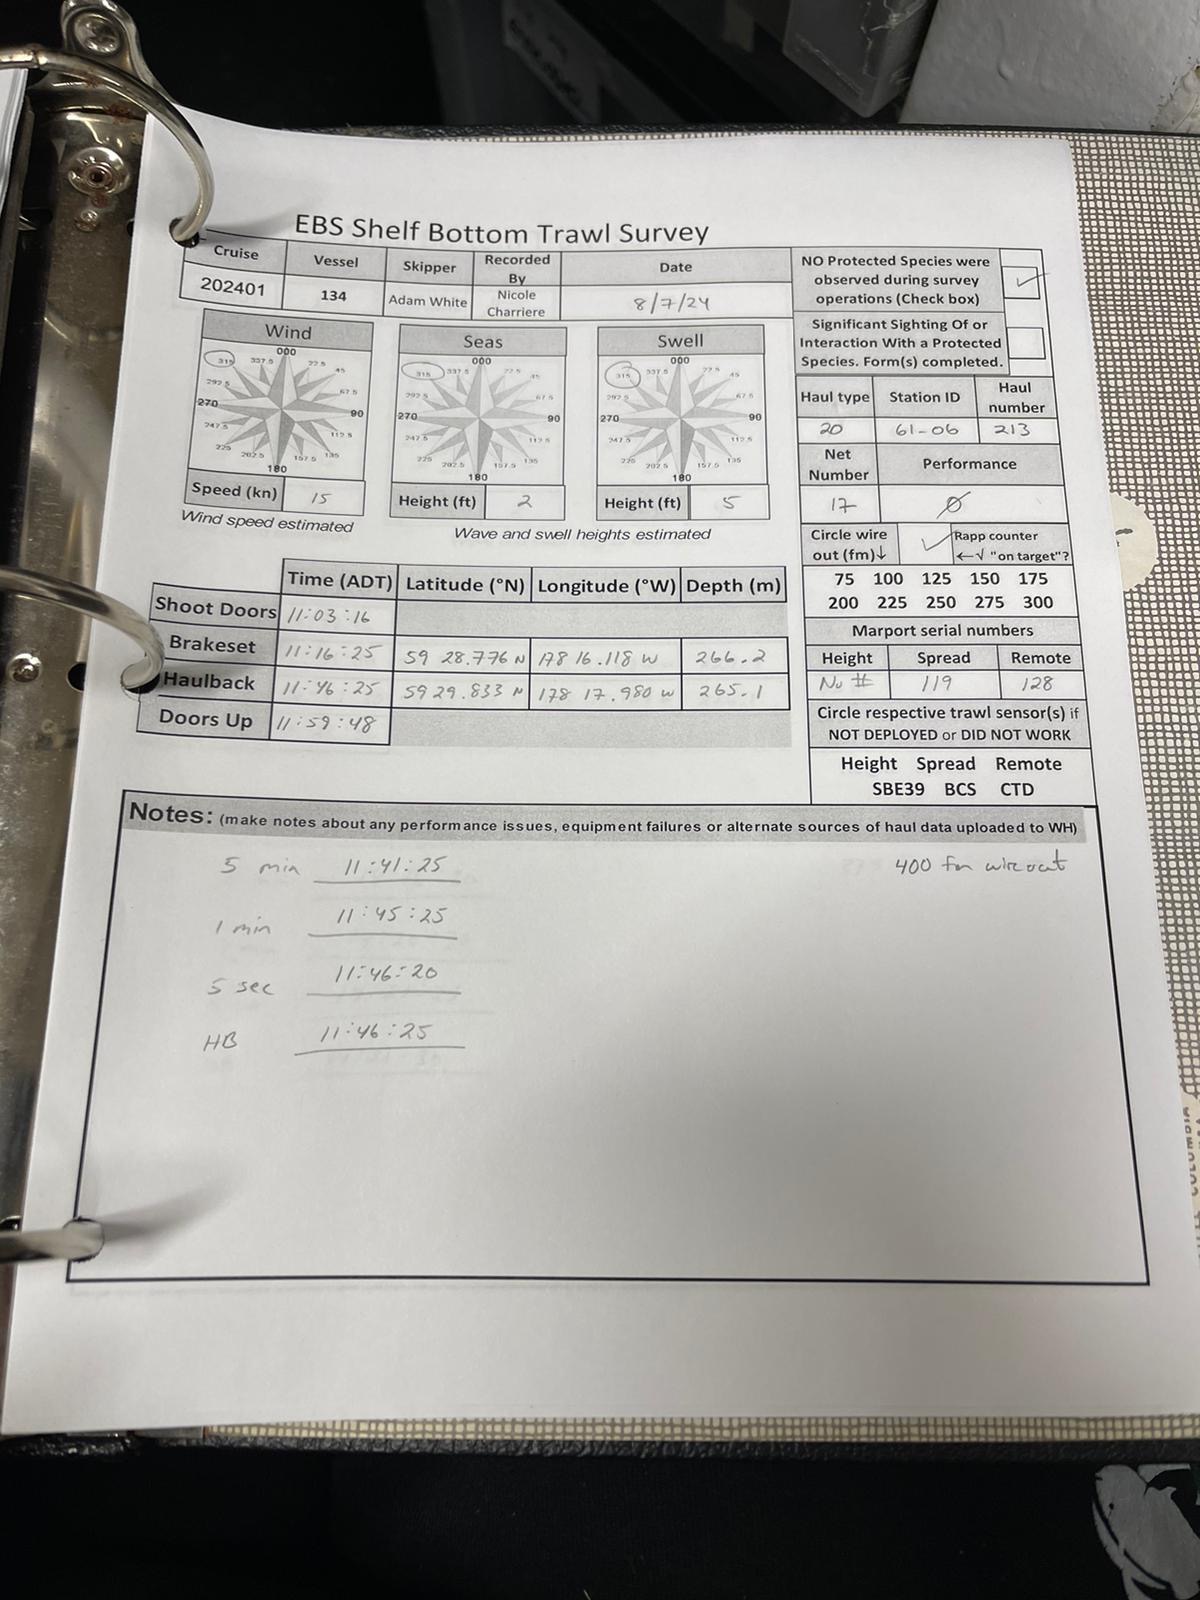 EBS Shelf Bottom Trawl Survey
Cruise Vessel Skipper Recorded By Date
202401 134 Adam White Nicole Charriere 8/7/24
NO Protected Species were
observed during survey
operations (Check box) ✓
Significant Sighting Of or
Interaction With a Protected
Species. Form(s) completed.
Wind
000
315 337.5 22.5 45
292.5 67.5
270 90
247.5 112.5
225 202.5 157.5 135
180
Speed (kn) 15
Wind speed estimated
Seas
000
315 337.5 22.5 45
292.5 67.5
270 90
247.5 112.5
225 202.5 157.5 135
180
Height (ft) 2
Swell
000
315 337.5 22.5 45
292.5 67.5
270 90
247.5 112.5
225 202.5 157.5 135
180
Height (ft) 5
Wave and swell heights estimated
Haul type Station ID Haul number
20 61-06 213
Net Number Performance
17 0
Circle wire
out (fm)↓ ✓ Rapp counter
←√ "on target"?
75 100 125 150 175
200 225 250 275 300
Marport serial numbers
Height Spread Remote
No # 119 128
Circle respective trawl sensor(s) if
NOT DEPLOYED or DID NOT WORK
Height Spread Remote
SBE39 BCS CTD
Time (ADT) Latitude (°N) Longitude (°W) Depth (m)
Shoot Doors 11:03:16
Brakeset 11:16:25 59 28.776 N 178 16.118 W 266.2
Haulback 11:46:25 59 29.833 N 178 17.980 W 265.1
Doors Up 11:59:48
Notes: (make notes about any performance issues, equipment failures or alternate sources of haul data uploaded to WH)
5 min 11:41:25 400 fm wire out
1 min 11:45:25
5 sec 11:46:20
HB 11:46:25